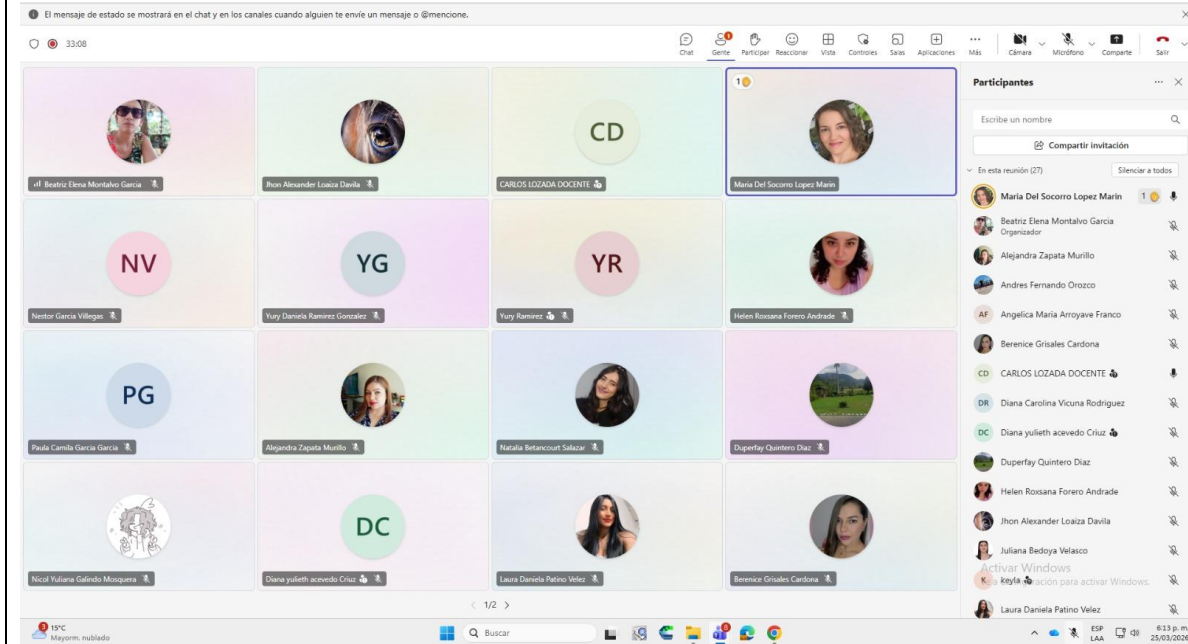 El mensaje de estado se mostrará en el chat y en los canales cuando alguien te envíe un mensaje o @mencione.
33:08
Chat
Gente
Participar
Reaccionar
Vista
Controles
Salas
Aplicaciones
Más
Cámara
Micrófono
Comparte
Salir
1
Beatriz Elena Montalvo Garcia
Jhon Alexander Loaiza Davila
CD
CARLOS LOZADA DOCENTE
1
Maria Del Socorro Lopez Marin
NV
Nestor Garcia Villegas
YG
Yury Daniela Ramirez Gonzalez
YR
Yury Ramirez
Helen Roxsana Forero Andrade
PG
Paula Camila Garcia Garcia
Alejandra Zapata Murillo
Natalia Betancourt Salazar
Duperfay Quintero Diaz
Nicol Yuliana Galindo Mosquera
DC
Diana yulieth acevedo Criuz
Laura Daniela Patino Velez
Berenice Grisales Cardona
1/2
Participantes
Escribe un nombre
Compartir invitación
En esta reunión (27)
Silenciar a todos
Maria Del Socorro Lopez Marin 1
Beatriz Elena Montalvo Garcia
Organizador
Alejandra Zapata Murillo
Andres Fernando Orozco
AF Angelica Maria Arroyave Franco
Berenice Grisales Cardona
CD CARLOS LOZADA DOCENTE
DR Diana Carolina Vicuna Rodriguez
DC Diana yulieth acevedo Criuz
Duperfay Quintero Diaz
Helen Roxsana Forero Andrade
Jhon Alexander Loaiza Davila
Juliana Bedoya Velasco
Activar Windows
K keyla
para activar Windows.
Laura Daniela Patino Velez
3
15°C
Mayorm. nublado
Buscar
ESP
LAA
6:13 p. m.